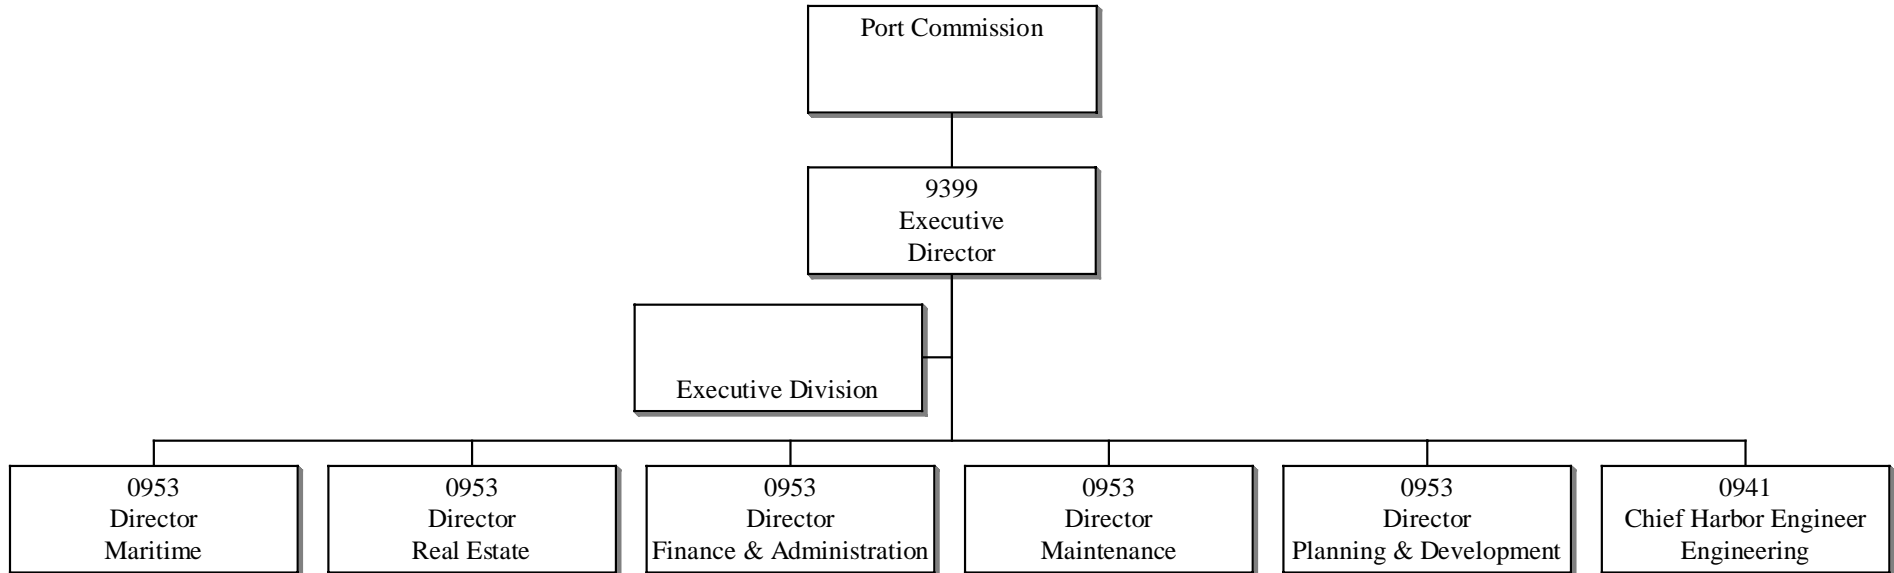 Port Commission
9399
Executive
Director
Executive Division
0953
Director
Maritime
0953
Director
Real Estate
0953
Director
Finance & Administration
0953
Director
Maintenance
0953
Director
Planning & Development
0941
Chief Harbor Engineer
Engineering